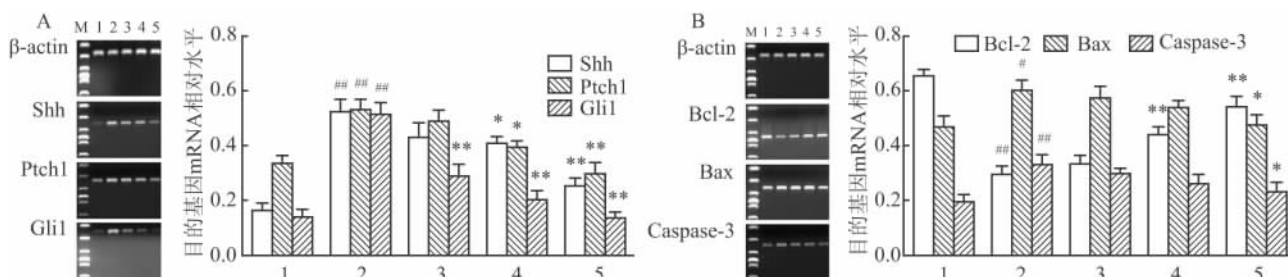 A
M 1 2 3 4 5
β-actin
Shh
Ptch1
Gli1
目的基因mRNA相对水平
0.8
0.6
0.4
0.2
0.0
Shh
Ptch1
Gli1
## ## ##
**
* *
**
** **
**
1 2 3 4 5
B
M 1 2 3 4 5
β-actin
Bcl-2
Bax
Caspase-3
目的基因mRNA相对水平
0.8
0.6
0.4
0.2
0.0
Bcl-2 Bax Caspase-3
#
## ##
**
** *
*
1 2 3 4 5